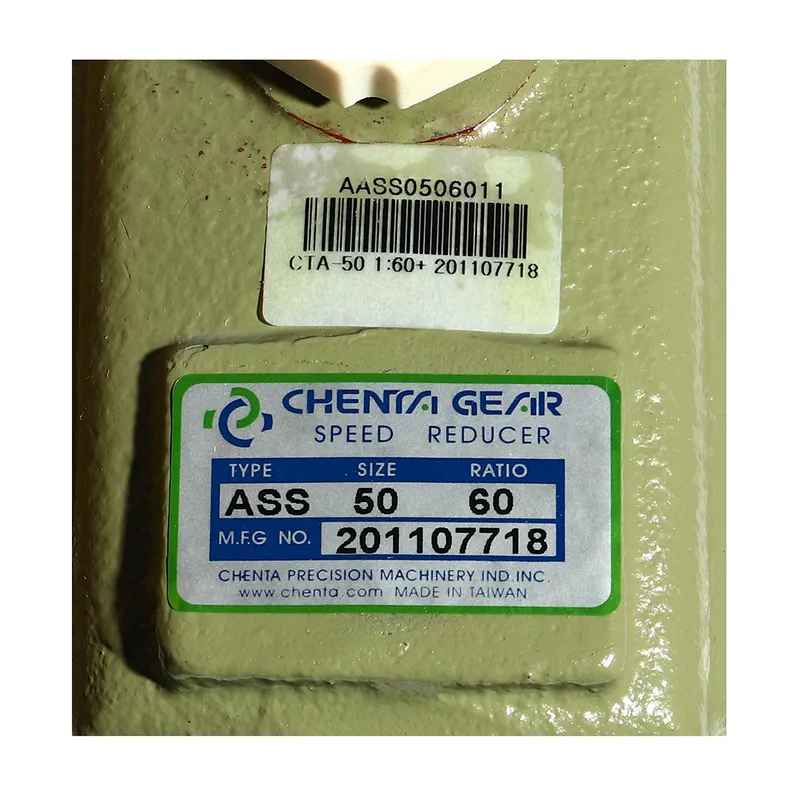 AASS0506011
CTA-50 1:60+ 201107718
CHENTA GEAR
SPEED REDUCER
TYPE SIZE RATIO
ASS 50 60
M.F.G NO. 201107718
CHENTA PRECISION MACHINERY IND.INC.
www.chenta.com MADE IN TAIWAN